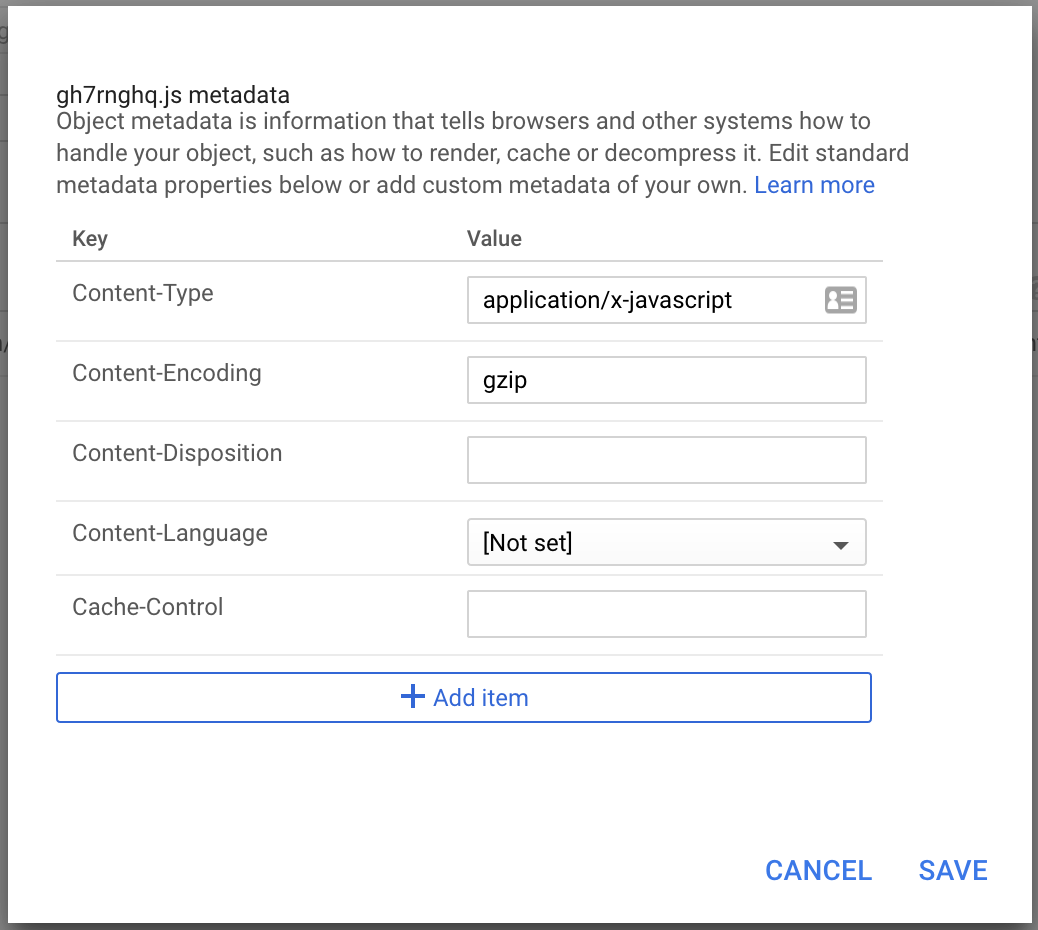 gh7rnghq.js metadata
Object metadata is information that tells browsers and other systems how to
handle your object, such as how to render, cache or decompress it. Edit standard
metadata properties below or add custom metadata of your own. Learn more
Key Value
Content-Type application/x-javascript
Content-Encoding gzip
Content-Disposition
Content-Language [Not set]
Cache-Control
+ Add item
CANCEL SAVE